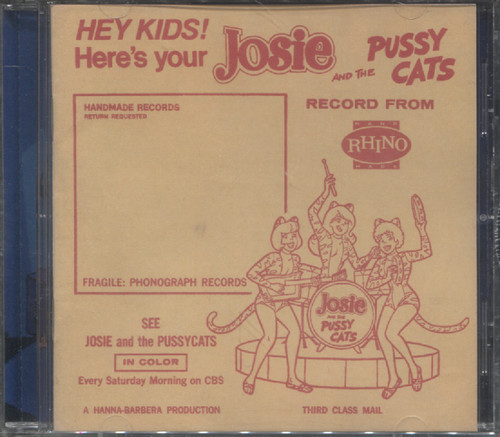 HEY KIDS!
Here's your Josie AND THE PUSSY CATS
HANDMADE RECORDS
RETURN REQUESTED
RECORD FROM
RHINO
FRAGILE: PHONOGRAPH RECORDS
Josie
AND THE
PUSSY
CATS
SEE
JOSIE and the PUSSYCATS
IN COLOR
Every Saturday Morning on CBS
A HANNA-BARBERA PRODUCTION
THIRD CLASS MAIL